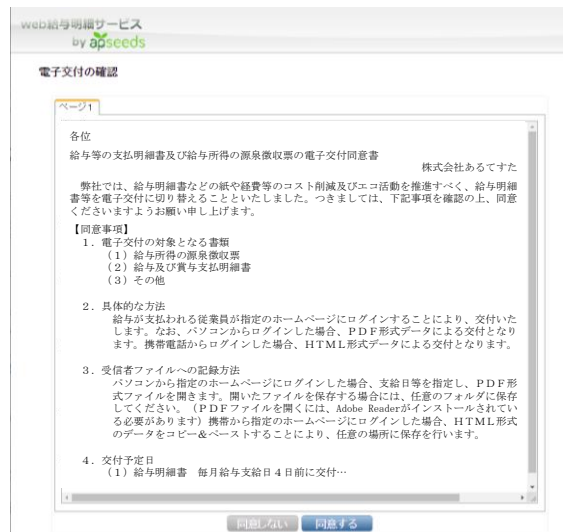 web給与明細サービス
by apseeds
電子交付の確認
ページ1
各位
給与等の支払明細書及び給与所得の源泉徴収票の電子交付同意書
株式会社あるてすた
弊社では、給与明細書などの紙や経費等のコスト削減及びエコ活動を推進すべく、給与明細
書等を電子交付に切り替えることといたしました。つきましては、下記事項を確認の上、同意
くださいますようお願い申し上げます。
【同意事項】
１．電子交付の対象となる書類
（１）給与所得の源泉徴収票
（２）給与及び賞与支払明細書
（３）その他
２．具体的な方法
給与が支払われる従業員が指定のホームページにログインすることにより、交付いた
します。なお、パソコンからログインした場合、ＰＤＦ形式データによる交付となり
ます。携帯電話からログインした場合、ＨＴＭＬ形式データによる交付となります。
３．受信者ファイルへの記録方法
パソコンから指定のホームページにログインした場合、支給日等を指定し、ＰＤＦ形
式ファイルを開きます。開いたファイルを保存する場合には、任意のフォルダに保存
してください。（ＰＤＦファイルを開くには、Adobe Readerがインストールされてい
る必要があります）携帯から指定のホームページにログインした場合、ＨＴＭＬ形式
のデータをコピー＆ペーストすることにより、任意の場所に保存を行います。
４．交付予定日
（１）給与明細書　毎月給与支給日４日前に交付…
同意しない 同意する